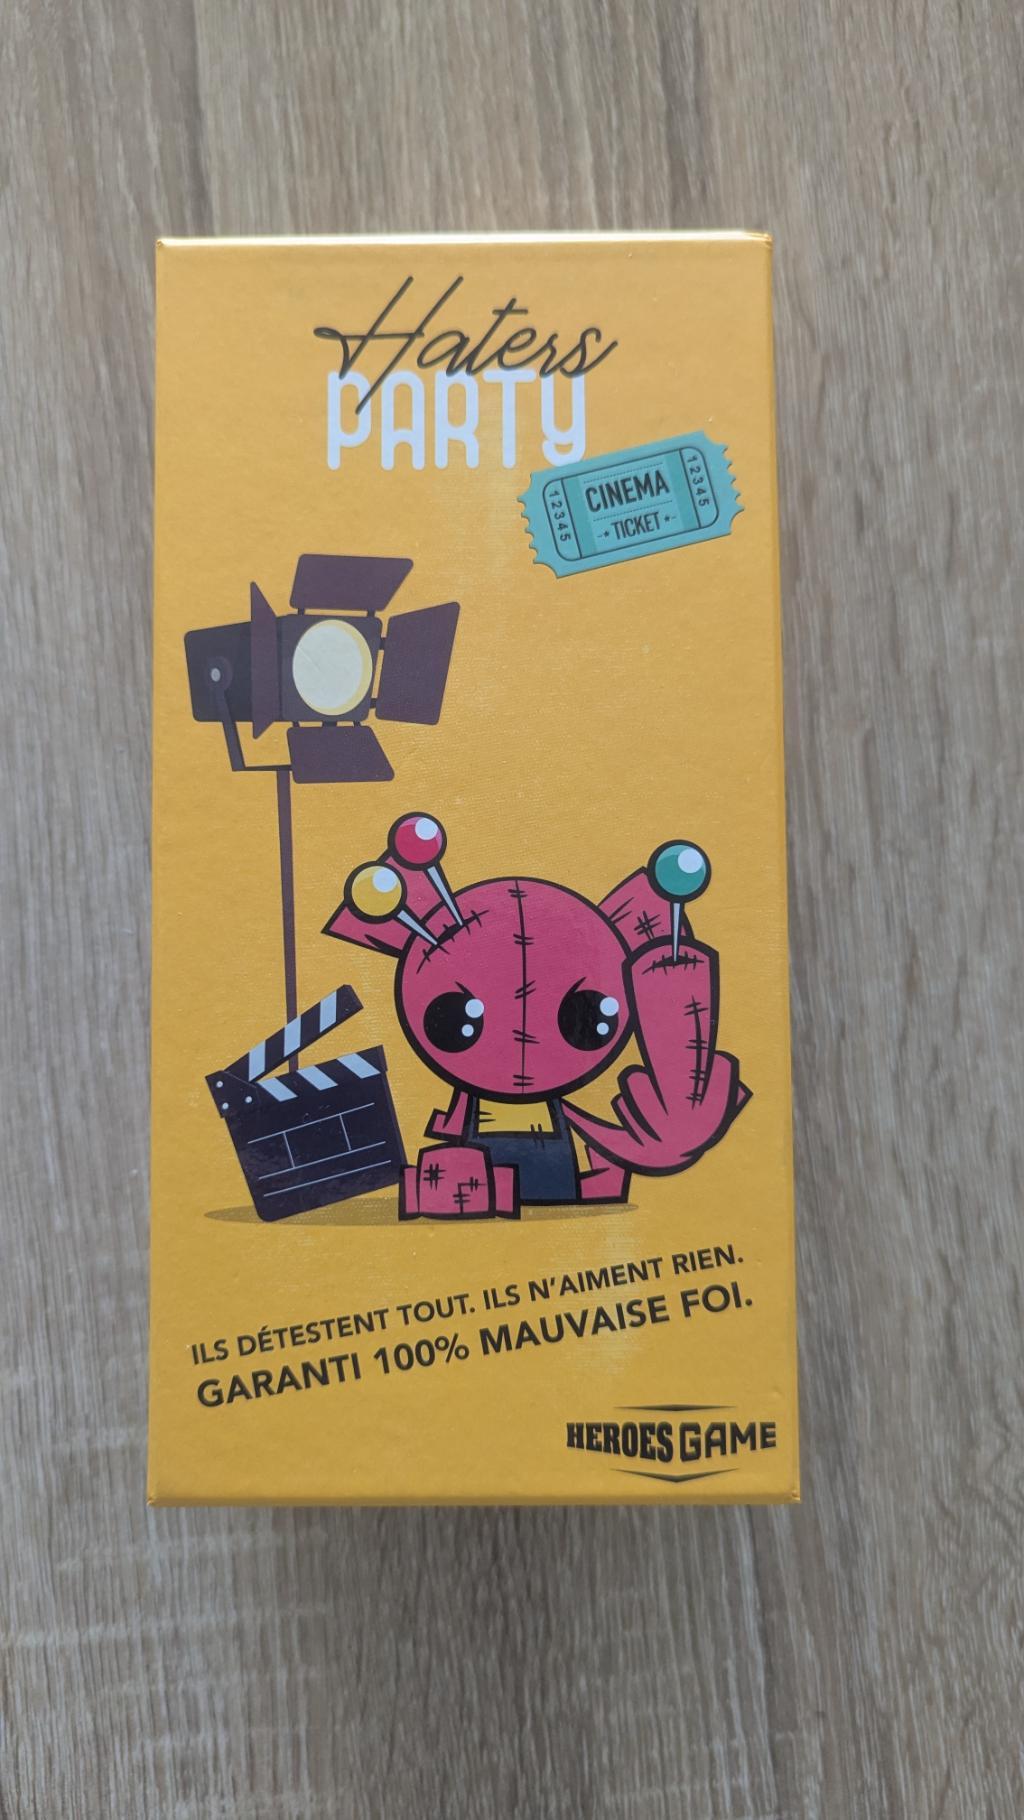 Haters
PARTY
12345
CINEMA
TICKET
12345
ILS DÉTESTENT TOUT. ILS N'AIMENT RIEN.
GARANTI 100% MAUVAISE FOI.
HEROES GAME